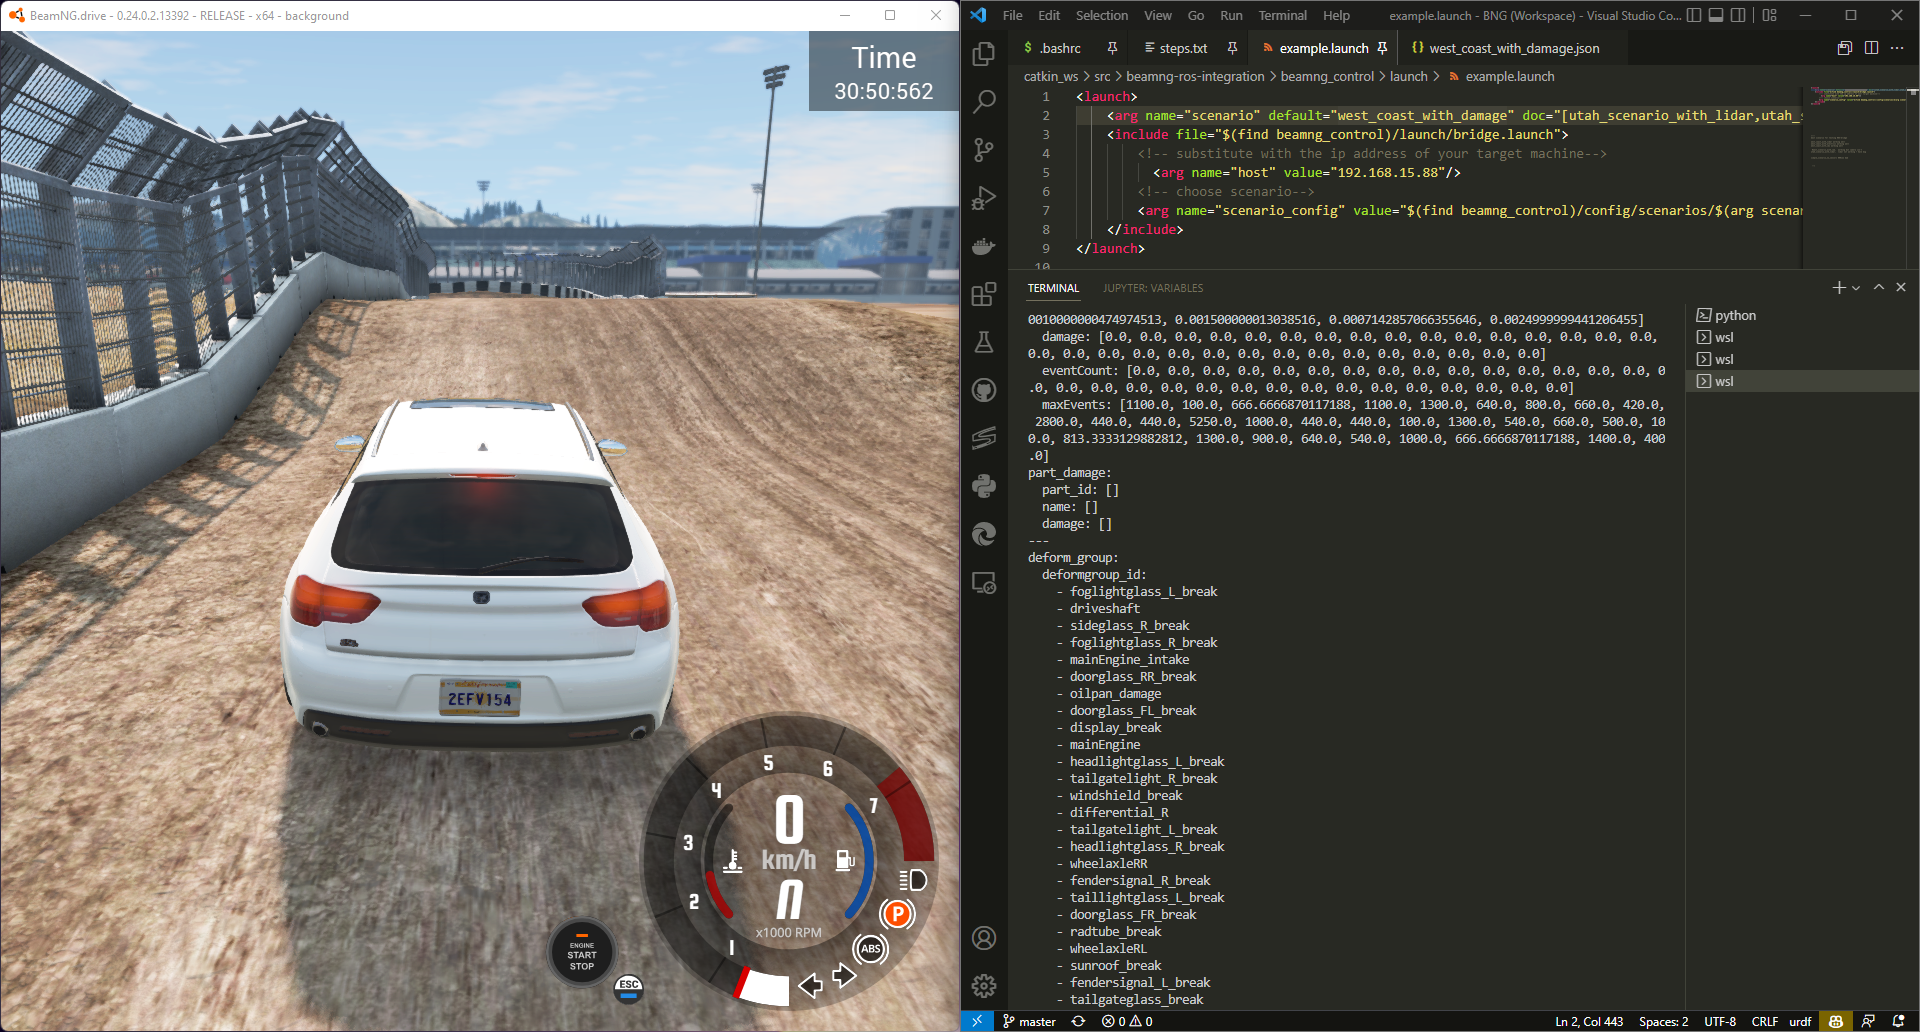 BeamNG.drive - 0.24.0.2.13392 - RELEASE - x64 - background
Time
30:50:562
2EFV154
1
2
3
4
5
6
7
0
km/h
n
x1000 RPM
P
ABS
ENGINE
START
STOP
ESC
File Edit Selection View Go Run Terminal Help
example.launch - BNG (Workspace) - Visual Studio Co...
.bashrc
steps.txt
example.launch
west_coast_with_damage.json
catkin_ws > src > beamng-ros-integration > beamng_control > launch > example.launch
1 <launch>
2 <arg name="scenario" default="west_coast_with_damage" doc="[utah_scenario_with_lidar,utah_s
3 <include file="$(find beamng_control)/launch/bridge.launch">
4 <!-- substitute with the ip address of your target machine-->
5 <arg name="host" value="192.168.15.88"/>
6 <!-- choose scenario-->
7 <arg name="scenario_config" value="$(find beamng_control)/config/scenarios/$(arg scenar
8 </include>
9 </launch>
10
TERMINAL
JUPYTER: VARIABLES
0010000000474974513, 0.001500000013038516, 0.0007142857066355646, 0.0024999999441206455]
damage: [0.0, 0.0, 0.0, 0.0, 0.0, 0.0, 0.0, 0.0, 0.0, 0.0, 0.0, 0.0, 0.0, 0.0, 0.0, 0.0,
0.0, 0.0, 0.0, 0.0, 0.0, 0.0, 0.0, 0.0, 0.0, 0.0, 0.0, 0.0, 0.0, 0.0, 0.0]
eventCount: [0.0, 0.0, 0.0, 0.0, 0.0, 0.0, 0.0, 0.0, 0.0, 0.0, 0.0, 0.0, 0.0, 0.0, 0.0, 0
.0, 0.0, 0.0, 0.0, 0.0, 0.0, 0.0, 0.0, 0.0, 0.0, 0.0, 0.0, 0.0, 0.0, 0.0, 0.0]
maxEvents: [1100.0, 100.0, 666.6666870117188, 1100.0, 1300.0, 640.0, 800.0, 660.0, 420.0,
2800.0, 440.0, 440.0, 5250.0, 1000.0, 440.0, 440.0, 100.0, 1300.0, 540.0, 660.0, 500.0, 10
0.0, 813.3333129882812, 1300.0, 900.0, 640.0, 540.0, 1000.0, 666.6666870117188, 1400.0, 400
.0]
part_damage:
part_id: []
name: []
damage: []
---
deform_group:
deformgroup_id:
- foglightglass_L_break
- driveshaft
- sideglass_R_break
- foglightglass_R_break
- mainEngine_intake
- doorglass_RR_break
- oilpan_damage
- doorglass_FL_break
- display_break
- mainEngine
- headlightglass_L_break
- tailgatelight_R_break
- windshield_break
- differential_R
- tailgatelight_L_break
- headlightglass_R_break
- wheelaxleRR
- fendersignal_R_break
- taillightglass_L_break
- doorglass_FR_break
- radtube_break
- wheelaxleRL
- sunroof_break
- fendersignal_L_break
- tailgateglass_break
python
wsl
wsl
wsl
master
0 0
Ln 2, Col 443
Spaces: 2
UTF-8
CRLF
urdf